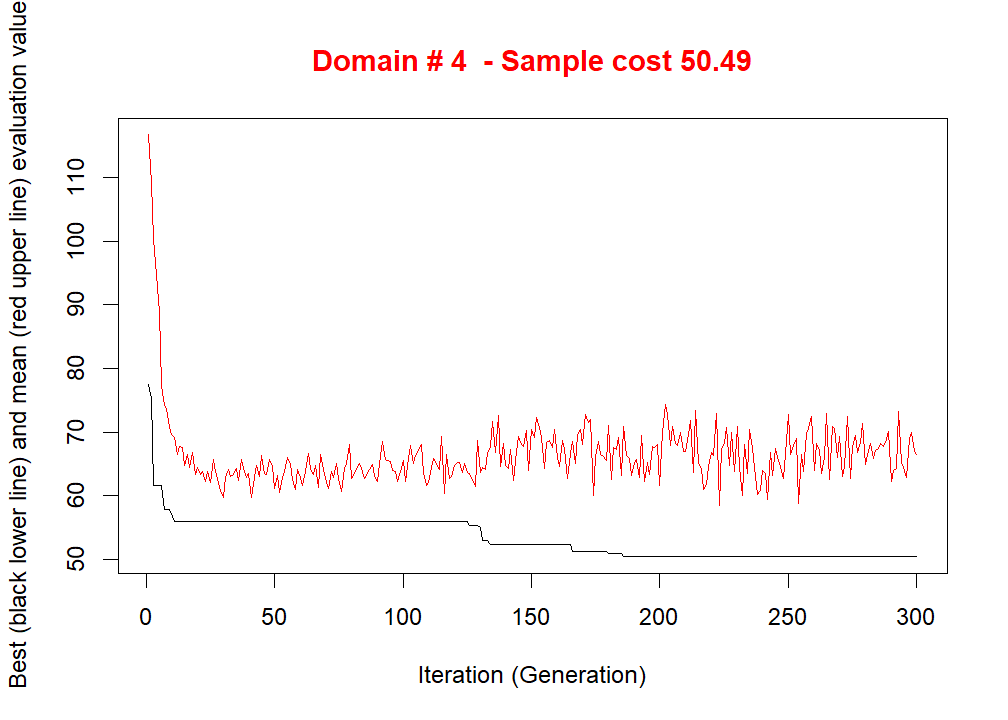 Domain # 4  - Sample cost 50.49
Best (black lower line) and mean (red upper line) evaluation value
110
100
90
80
70
60
50
0 50 100 150 200 250 300
Iteration (Generation)